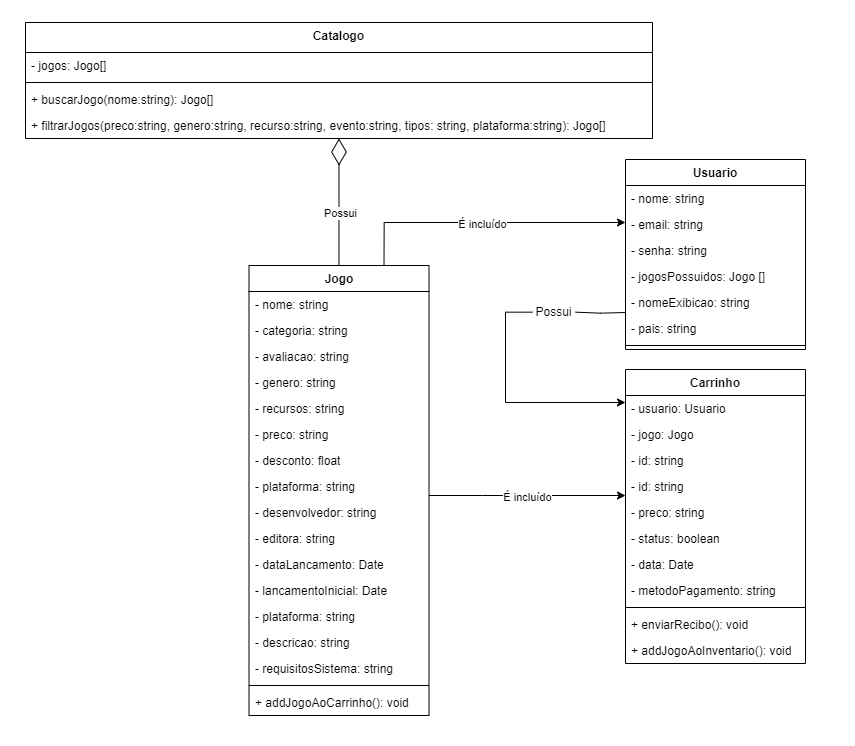 Catalogo
- jogos: Jogo[]
+ buscarJogo(nome:string): Jogo[]
+ filtrarJogos(preco:string, genero:string, recurso:string, evento:string, tipos: string, plataforma:string): Jogo[]
Possui
É incluído
Usuario
- nome: string
- email: string
- senha: string
- jogosPossuidos: Jogo []
- nomeExibicao: string
- pais: string
Possui
Jogo
- nome: string
- categoria: string
- avaliacao: string
- genero: string
- recursos: string
- preco: string
- desconto: float
- plataforma: string
- desenvolvedor: string
- editora: string
- dataLancamento: Date
- lancamentoInicial: Date
- plataforma: string
- descricao: string
- requisitosSistema: string
+ addJogoAoCarrinho(): void
É incluído
Carrinho
- usuario: Usuario
- jogo: Jogo
- id: string
- id: string
- preco: string
- status: boolean
- data: Date
- metodoPagamento: string
+ enviarRecibo(): void
+ addJogoAoInventario(): void